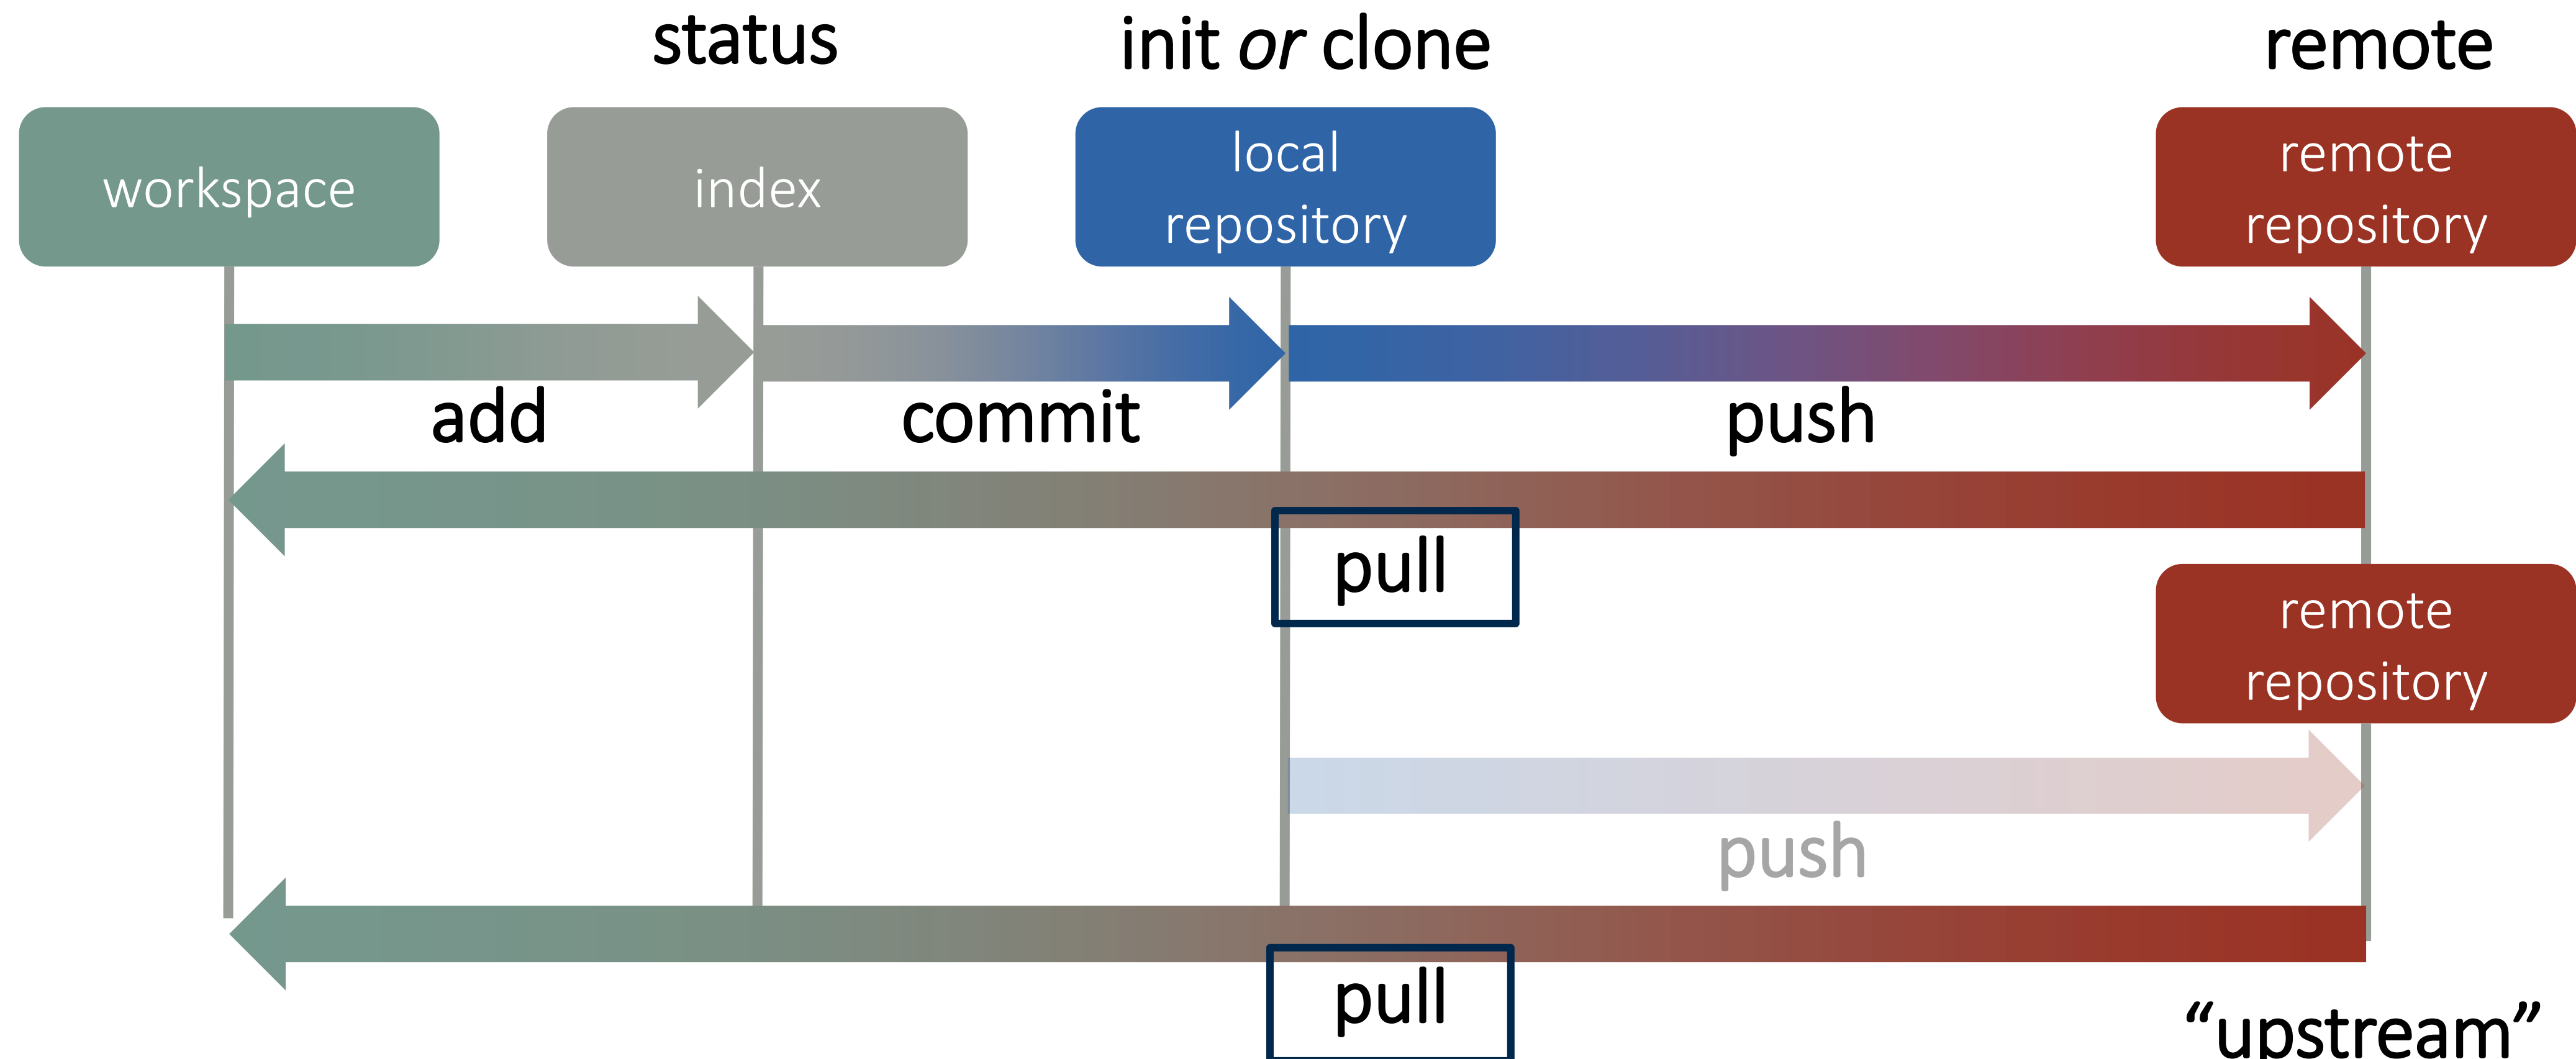 status
init or clone
remote
workspace
index
local
repository
remote
repository
add
commit
push
pull
remote
repository
push
pull
“upstream”